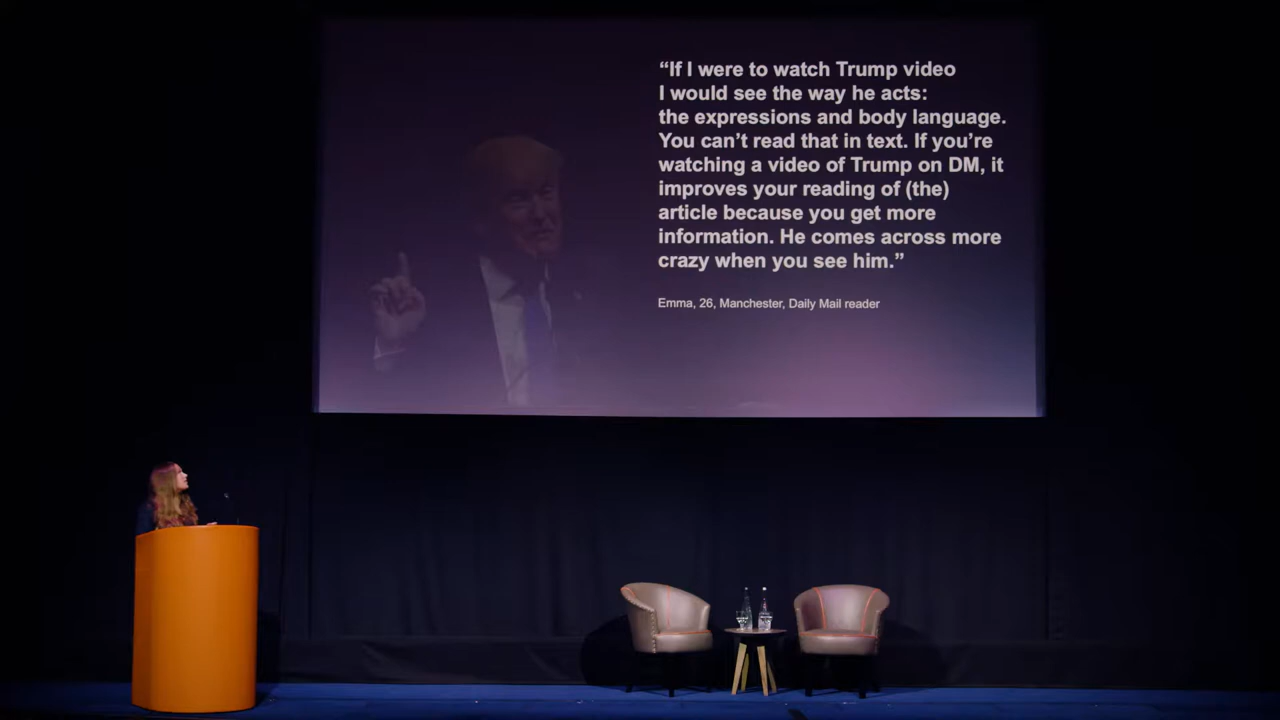 “If I were to watch Trump video
I would see the way he acts:
the expressions and body language.
You can’t read that in text. If you’re
watching a video of Trump on DM, it
improves your reading of (the)
article because you get more
information. He comes across more
crazy when you see him.”
Emma, 26, Manchester, Daily Mail reader